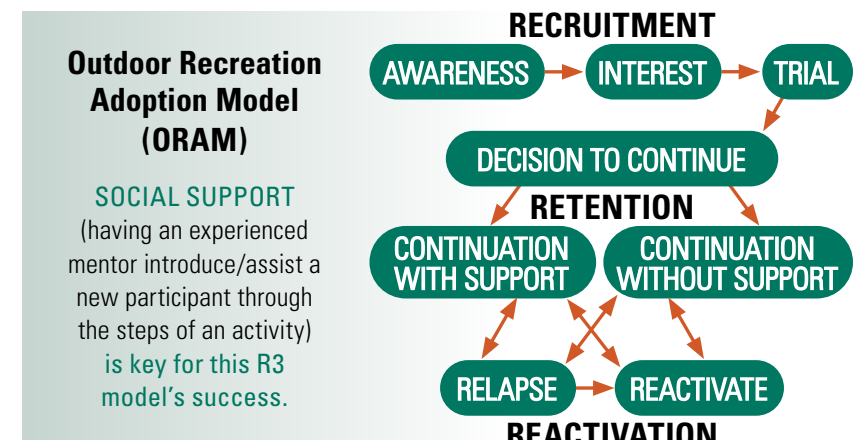 Outdoor Recreation
Adoption Model
(ORAM)
SOCIAL SUPPORT
(having an experienced
mentor introduce/assist a
new participant through
the steps of an activity)
is key for this R3
model's success.
RECRUITMENT
AWARENESS
INTEREST
TRIAL
DECISION TO CONTINUE
RETENTION
CONTINUATION
WITH SUPPORT
CONTINUATION
WITHOUT SUPPORT
RELAPSE
REACTIVATE
REACTIVATION